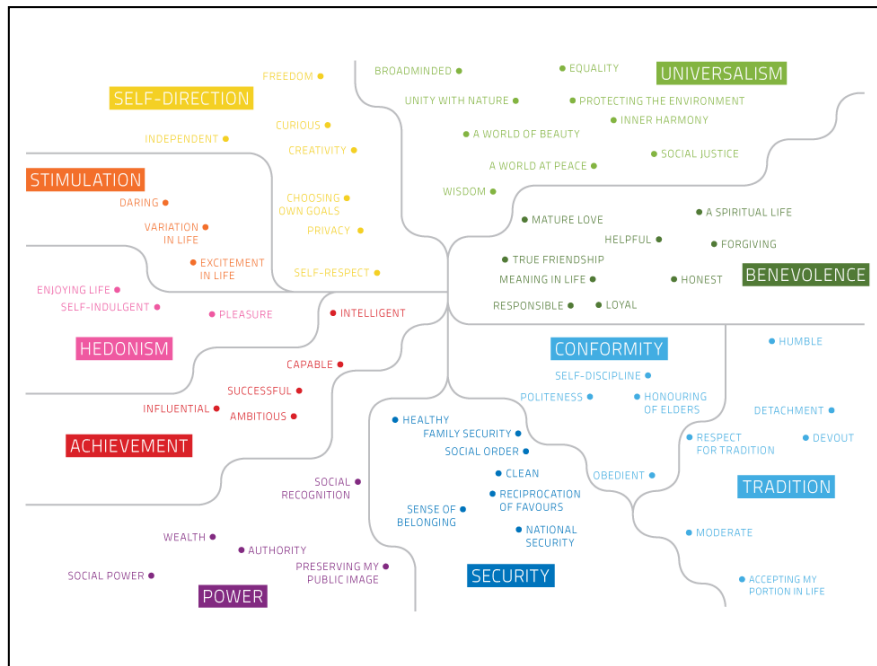 FREEDOM
SELF-DIRECTION
CURIOUS
INDEPENDENT
CREATIVITY
CHOOSING
OWN GOALS
PRIVACY
SELF-RESPECT
BROADMINDED
EQUALITY
UNIVERSALISM
UNITY WITH NATURE
PROTECTING THE ENVIRONMENT
INNER HARMONY
A WORLD OF BEAUTY
SOCIAL JUSTICE
A WORLD AT PEACE
WISDOM
STIMULATION
DARING
VARIATION
IN LIFE
EXCITEMENT
IN LIFE
MATURE LOVE
A SPIRITUAL LIFE
HELPFUL
FORGIVING
TRUE FRIENDSHIP
MEANING IN LIFE
HONEST
BENEVOLENCE
RESPONSIBLE
LOYAL
ENJOYING LIFE
SELF-INDULGENT
PLEASURE
HEDONISM
INTELLIGENT
CAPABLE
SUCCESSFUL
INFLUENTIAL
AMBITIOUS
ACHIEVEMENT
CONFORMITY
SELF-DISCIPLINE
POLITENESS
HONOURING
OF ELDERS
OBEDIENT
HUMBLE
DETACHMENT
RESPECT
FOR TRADITION
DEVOUT
TRADITION
MODERATE
ACCEPTING MY
PORTION IN LIFE
HEALTHY
FAMILY SECURITY
SOCIAL ORDER
CLEAN
RECIPROCATION
OF FAVOURS
SENSE OF
BELONGING
NATIONAL
SECURITY
SECURITY
SOCIAL
RECOGNITION
WEALTH
AUTHORITY
PRESERVING MY
PUBLIC IMAGE
SOCIAL POWER
POWER